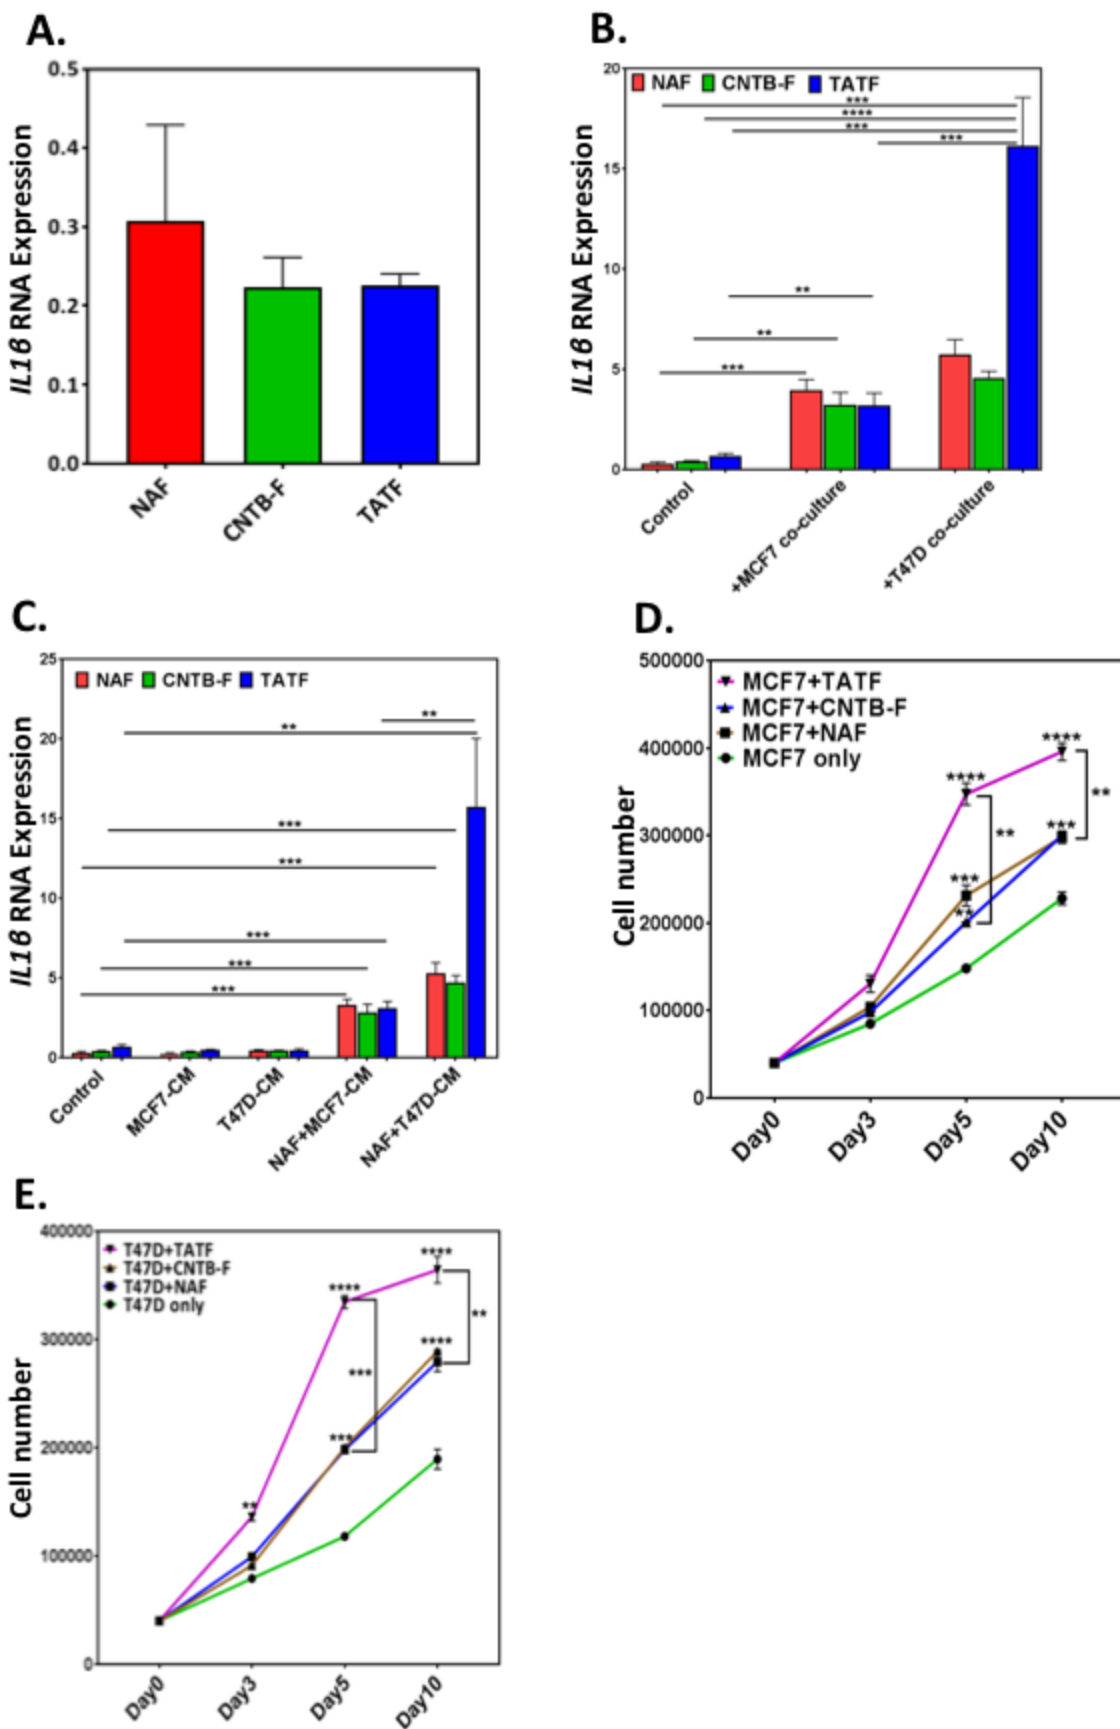 A.
0.5
0.4
0.3
0.2
0.1
0.0
IL1β RNA Expression
NAF
CNTB-F
TATF
B.
20
15
10
5
0
IL1β RNA Expression
NAF CNTB-F TATF
***
****
***
***
**
**
***
Control
+MCF7 co-culture
+T47D co-culture
C.
25
20
15
10
5
0
IL1β RNA Expression
NAF CNTB-F TATF
**
**
***
***
***
***
***
Control
MCF7-CM
T47D-CM
NAF+MCF7-CM
NAF+T47D-CM
D.
500000
400000
300000
200000
100000
0
Cell number
MCF7+TATF
MCF7+CNTB-F
MCF7+NAF
MCF7 only
****
****
**
**
***
***
**
Day0
Day3
Day5
Day10
E.
400000
300000
200000
100000
0
Cell number
T47D+TATF
T47D+CNTB-F
T47D+NAF
T47D only
****
****
**
****
***
***
**
Day0
Day3
Day5
Day10